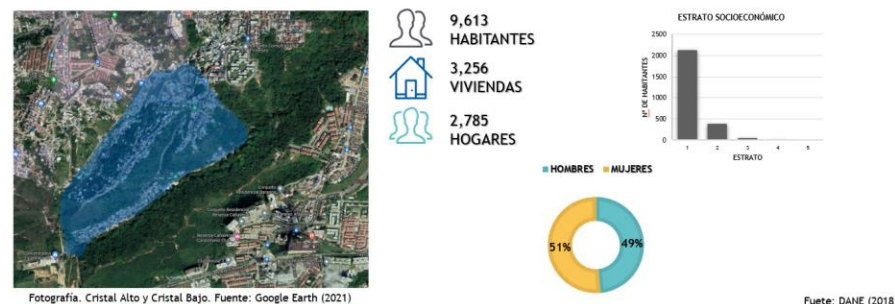 9,613
HABITANTES
3,256
VIVIENDAS
2,785
HOGARES
ESTRATO SOCIOECONÓMICO
2500
2000
1500
1000
500
0
Nº DE HABITANTES
1 2 3 4 5
ESTRATO
HOMBRES MUJERES
51% 49%
Fotografía. Cristal Alto y Cristal Bajo. Fuente: Google Earth (2021)
Fuete: DANE (2018